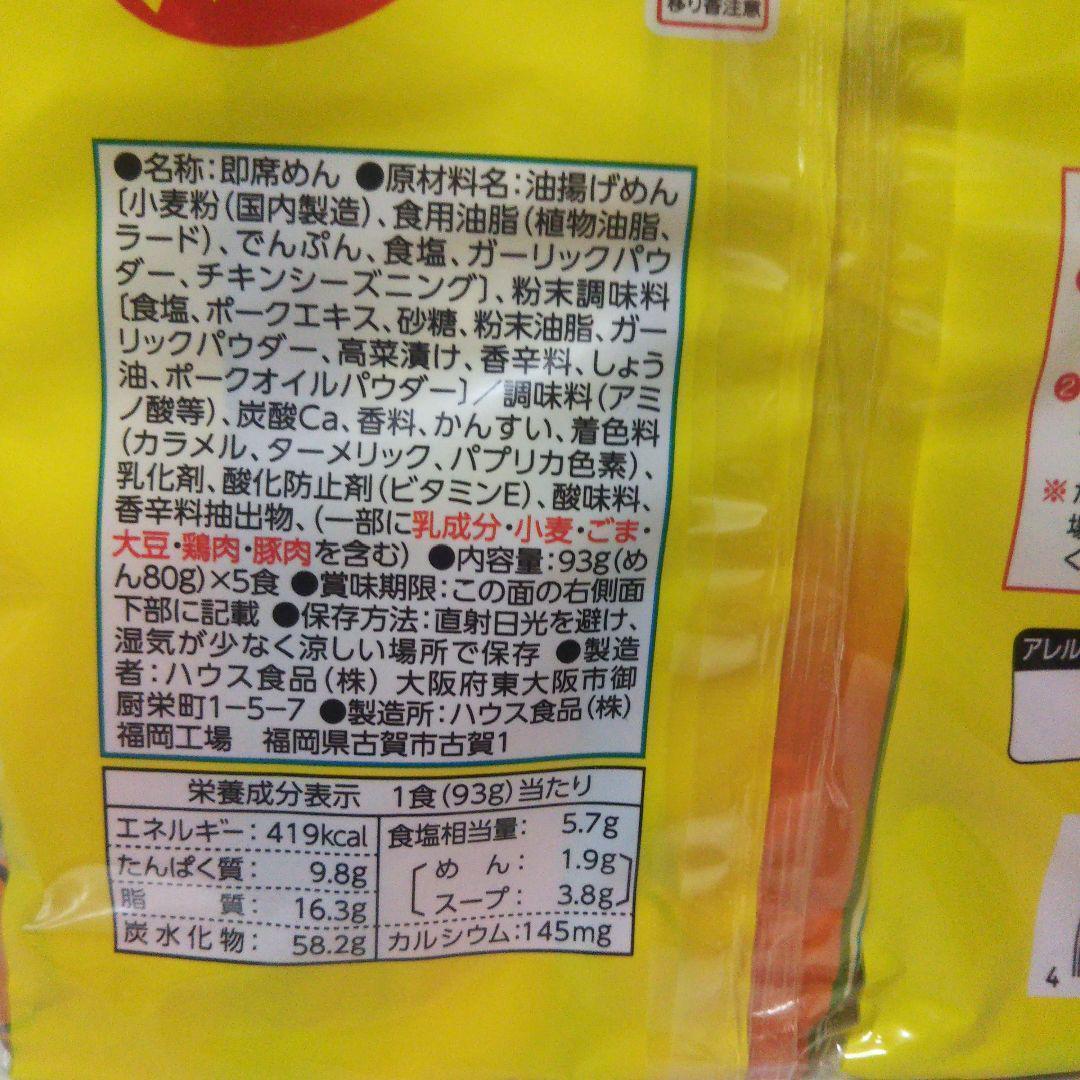 移り香注意
●名称:即席めん ●原材料名:油揚げめん
〔小麦粉(国内製造)、食用油脂(植物油脂、
ラード)、でんぷん、食塩、ガーリックパウ
ダー、チキンシーズニング〕、粉末調味料
〔食塩、ポークエキス、砂糖、粉末油脂、ガー
リックパウダー、高菜漬け、香辛料、しょう
油、ポークオイルパウダー〕/調味料(アミ
ノ酸等)、炭酸Ca、香料、かんすい、着色料
(カラメル、ターメリック、パプリカ色素)、
乳化剤、酸化防止剤(ビタミンE)、酸味料、
香辛料抽出物、(一部に乳成分・小麦・ごま・
大豆・鶏肉・豚肉を含む) ●内容量:93g(め
ん80g)×5食 ●賞味期限:この面の右側面
下部に記載 ●保存方法:直射日光を避け、
湿気が少なく涼しい場所で保存 ●製造
者:ハウス食品(株) 大阪府東大阪市御
厨栄町1-5-7 ●製造所:ハウス食品(株)
福岡工場 福岡県古賀市古賀1
栄養成分表示 1食(93g)当たり
エネルギー:419kcal
たんぱく質: 9.8g
脂質: 16.3g
炭水化物: 58.2g
食塩相当量: 5.7g
〔めん: 1.9g〕
〔スープ: 3.8g〕
カルシウム:145mg
❷
※
アレル
4